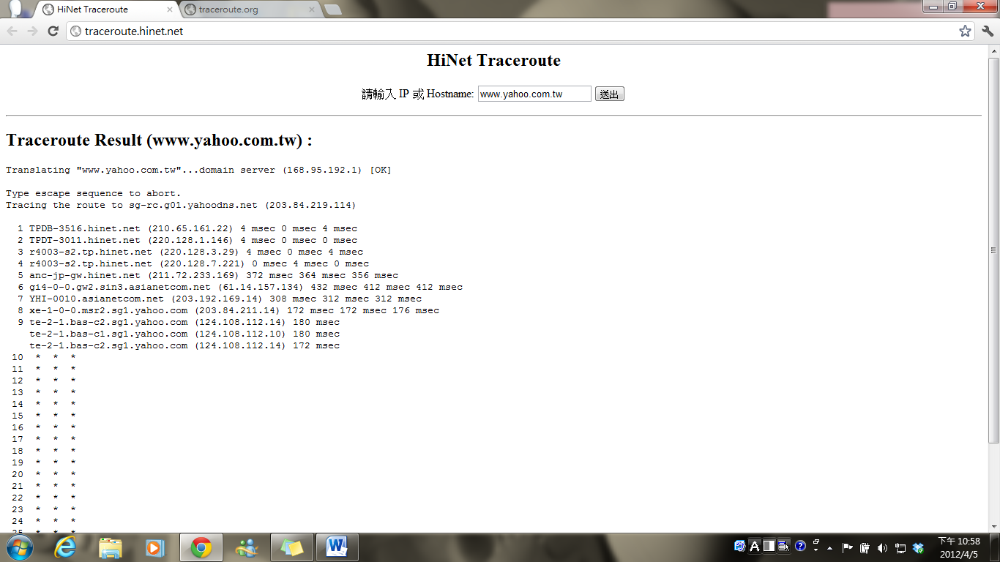 HiNet Traceroute
traceroute.org
traceroute.hinet.net
HiNet Traceroute
請輸入 IP 或 Hostname: www.yahoo.com.tw 送出
Traceroute Result (www.yahoo.com.tw) :
Translating "www.yahoo.com.tw"...domain server (168.95.192.1) [OK]
Type escape sequence to abort.
Tracing the route to sg-rc.g01.yahoodns.net (203.84.219.114)
1 TPDB-3516.hinet.net (210.65.161.22) 4 msec 0 msec 4 msec
2 TPDT-3011.hinet.net (220.128.1.146) 4 msec 0 msec 0 msec
3 r4003-s2.tp.hinet.net (220.128.3.29) 4 msec 0 msec 4 msec
4 r4003-s2.tp.hinet.net (220.128.7.221) 0 msec 4 msec 0 msec
5 anc-jp-gw.hinet.net (211.72.233.169) 372 msec 364 msec 356 msec
6 gi4-0-0.gw2.sin3.asianetcom.net (61.14.157.134) 432 msec 412 msec 412 msec
7 YHI-0010.asianetcom.net (203.192.169.14) 308 msec 312 msec 312 msec
8 xe-1-0-0.msr2.sg1.yahoo.com (203.84.211.14) 172 msec 172 msec 176 msec
9 te-2-1.bas-c2.sg1.yahoo.com (124.108.112.14) 180 msec
te-2-1.bas-c1.sg1.yahoo.com (124.108.112.10) 180 msec
te-2-1.bas-c2.sg1.yahoo.com (124.108.112.14) 172 msec
10 * * *
11 * * *
12 * * *
13 * * *
14 * * *
15 * * *
16 * * *
17 * * *
18 * * *
19 * * *
20 * * *
21 * * *
22 * * *
23 * * *
24 * * *
下午 10:58
2012/4/5